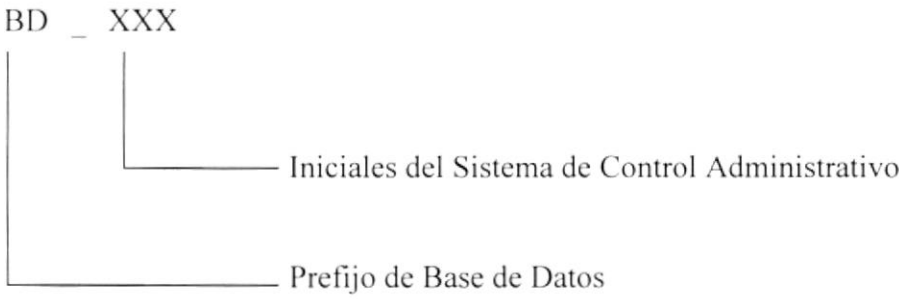 BD _ XXX
Iniciales del Sistema de Control Administrativo
Prefijo de Base de Datos